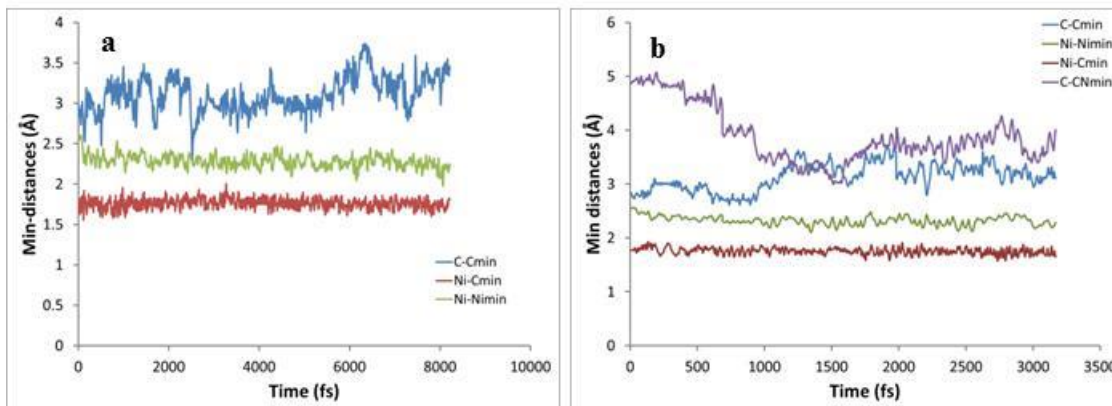 a
Min-distances (Å)
4
3.5
3
2.5
2
1.5
1
0.5
0
C-Cmin
Ni-Cmin
Ni-Nimin
0 2000 4000 6000 8000 10000
Time (fs)
b
Min distances (Å)
6
5
4
3
2
1
0
C-Cmin
Ni-Nimin
Ni-Cmin
C-CNmin
0 500 1000 1500 2000 2500 3000 3500
Time (fs)